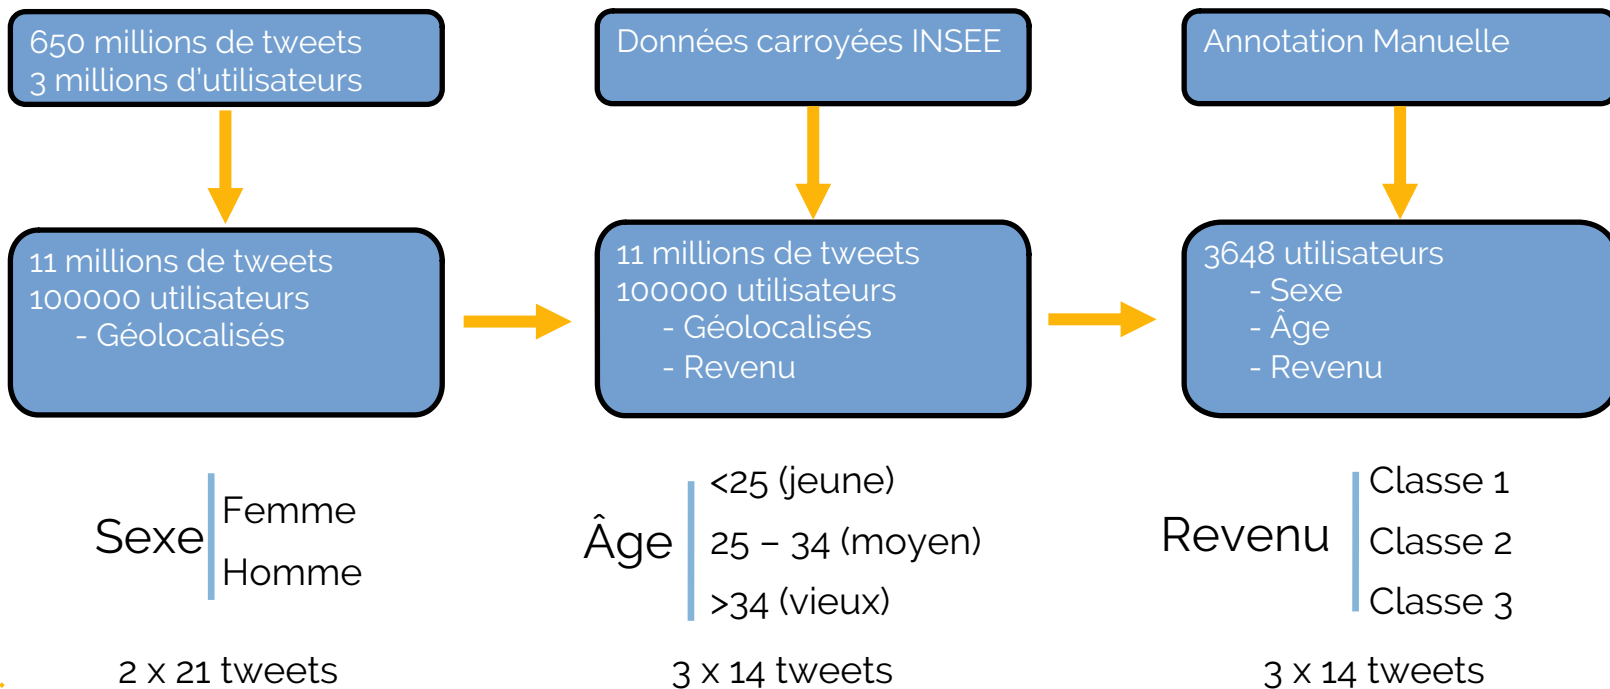 650 millions de tweets
3 millions d'utilisateurs
Données carroyées INSEE
Annotation Manuelle
11 millions de tweets
100000 utilisateurs
- Géolocalisés
11 millions de tweets
100000 utilisateurs
- Géolocalisés
- Revenu
3648 utilisateurs
- Sexe
- Âge
- Revenu
Sexe
Femme
Homme
2 x 21 tweets
Âge
<25 (jeune)
25 – 34 (moyen)
>34 (vieux)
3 x 14 tweets
Revenu
Classe 1
Classe 2
Classe 3
3 x 14 tweets